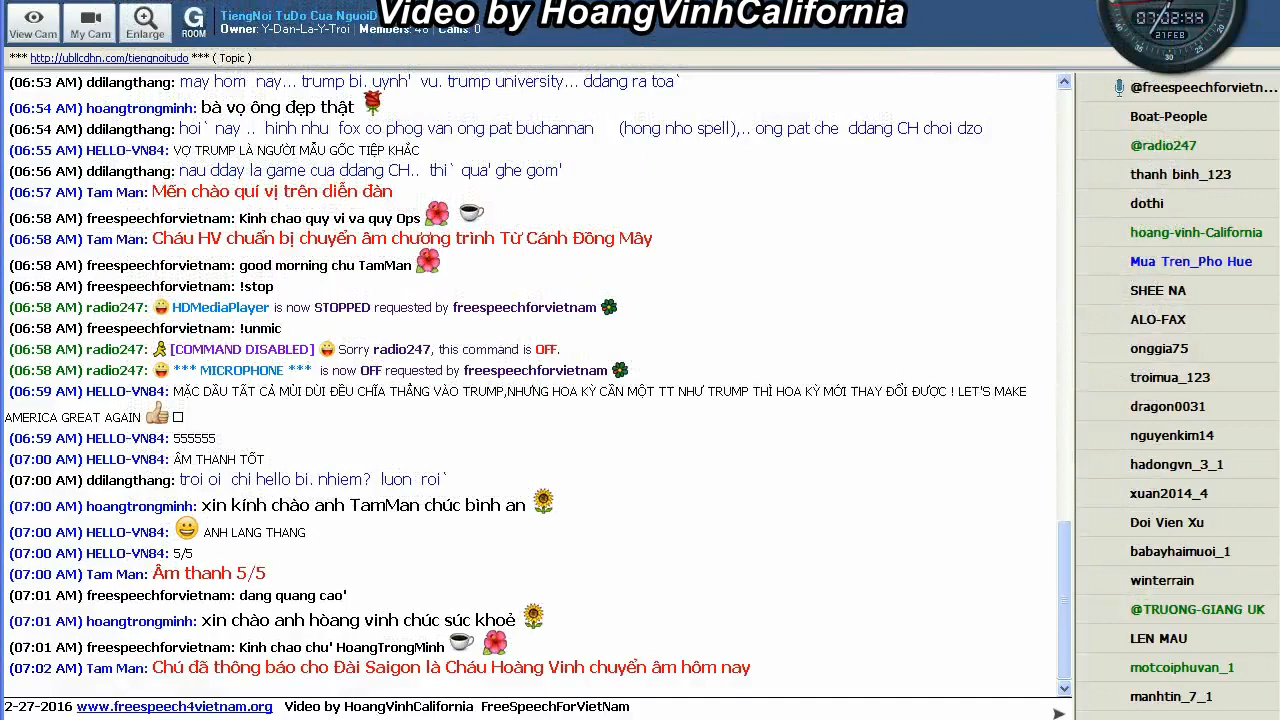 Video by HoangVinhCalifornia
View Cam
My Cam
Enlarge
G
ROOM
TiengNoi TuDo Cua NguoiD
Owner: Y-Dan-La-Y-Troi | Members: 48 | Cams: 0
07:02:44
21FEB
*** http://ubllcdhn.com/tiengnoitudo *** ( Topic )
(06:53 AM) ddilangthang: may hom nay... trump bi. uynh' vu. trump university... ddang ra toa`
(06:54 AM) hoangtrongminh: bà vợ ông đẹp thật
(06:54 AM) ddilangthang: hoi` nay .. hinh nhu fox co phog van ong pat buchannan (hong nho spell),.. ong pat che ddang CH choi dzo
(06:55 AM) HELLO-VN84: VỢ TRUMP LÀ NGƯỜI MẪU GỐC TIỆP KHẮC
(06:56 AM) ddilangthang: nau dday la game cua ddang CH.. thi` qua' ghe gom'
(06:57 AM) Tam Man: Mến chào quí vị trên diễn đàn
(06:58 AM) freespeechforvietnam: Kinh chao quy vi va quy Ops
(06:58 AM) Tam Man: Cháu HV chuẩn bị chuyển âm chương trình Từ Cánh Đồng Mây
(06:58 AM) freespeechforvietnam: good morning chu TamMan
(06:58 AM) freespeechforvietnam: !stop
(06:58 AM) radio247: HDMediaPlayer is now STOPPED requested by freespeechforvietnam
(06:58 AM) freespeechforvietnam: !unmic
(06:58 AM) radio247: [COMMAND DISABLED] Sorry radio247, this command is OFF.
(06:58 AM) radio247: *** MICROPHONE *** is now OFF requested by freespeechforvietnam
(06:59 AM) HELLO-VN84: MẶC DẦU TẤT CẢ MŨI DÙI ĐỀU CHĨA THẲNG VÀO TRUMP,NHƯNG HOA KỲ CẦN MỘT TT NHƯ TRUMP THÌ HOA KỲ MỚI THAY ĐỔI ĐƯỢC ! LET'S MAKE
AMERICA GREAT AGAIN
(06:59 AM) HELLO-VN84: 555555
(07:00 AM) HELLO-VN84: ÂM THANH TỐT
(07:00 AM) ddilangthang: troi oi chi hello bi. nhiem? luon roi`
(07:00 AM) hoangtrongminh: xin kính chào anh TamMan chúc bình an
(07:00 AM) HELLO-VN84: ANH LANG THANG
(07:00 AM) HELLO-VN84: 5/5
(07:00 AM) Tam Man: Âm thanh 5/5
(07:01 AM) freespeechforvietnam: dang quang cao'
(07:01 AM) hoangtrongminh: xin chào anh hòang vinh chúc súc khoẻ
(07:01 AM) freespeechforvietnam: Kinh chao chu' HoangTrongMinh
(07:02 AM) Tam Man: Chú đã thông báo cho Đài Saigon là Cháu Hoàng Vinh chuyển âm hôm nay
2-27-2016 www.freespeech4vietnam.org Video by HoangVinhCalifornia FreeSpeechForVietNam
@freespeechforvietn...
Boat-People
@radio247
thanh binh_123
dothi
hoang-vinh-California
Mua Tren_Pho Hue
SHEE NA
ALO-FAX
onggia75
troimua_123
dragon0031
nguyenkim14
hadongvn_3_1
xuan2014_4
Doi Vien Xu
babayhaimuoi_1
winterrain
@TRUONG-GIANG UK
LEN MAU
motcoiphuvan_1
manhtin_7_1